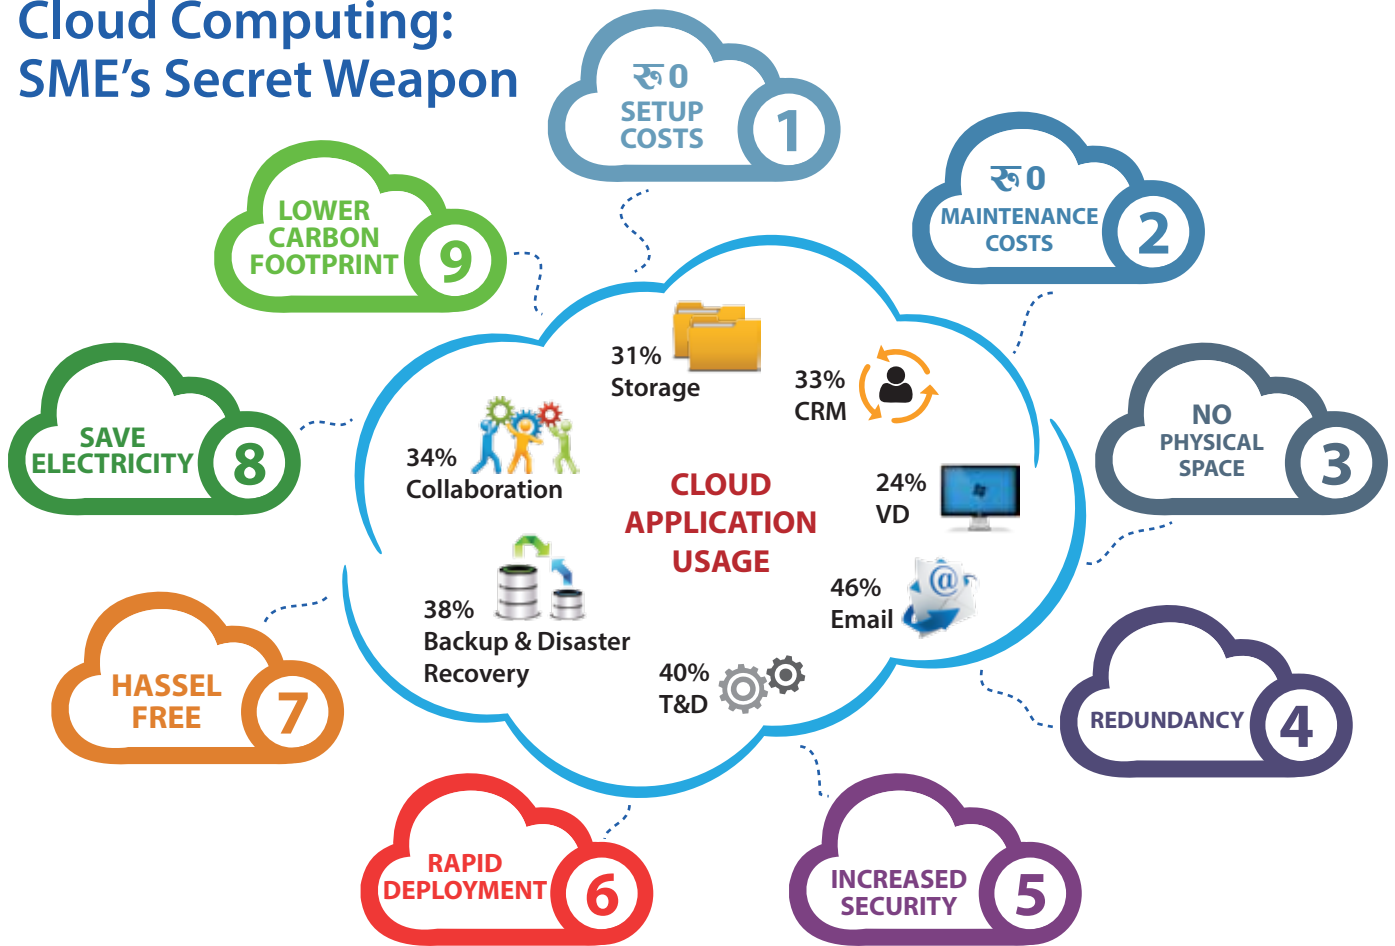 Cloud Computing:
SME's Secret Weapon
रू 0
SETUP
COSTS
1
रू 0
MAINTENANCE
COSTS
2
NO
PHYSICAL
SPACE
3
REDUNDANCY
4
INCREASED
SECURITY
5
RAPID
DEPLOYMENT
6
HASSEL
FREE
7
SAVE
ELECTRICITY
8
LOWER
CARBON
FOOTPRINT
9
CLOUD
APPLICATION
USAGE
31%
Storage
33%
CRM
24%
VD
46%
Email
@
40%
T&D
38%
Backup & Disaster
Recovery
34%
Collaboration